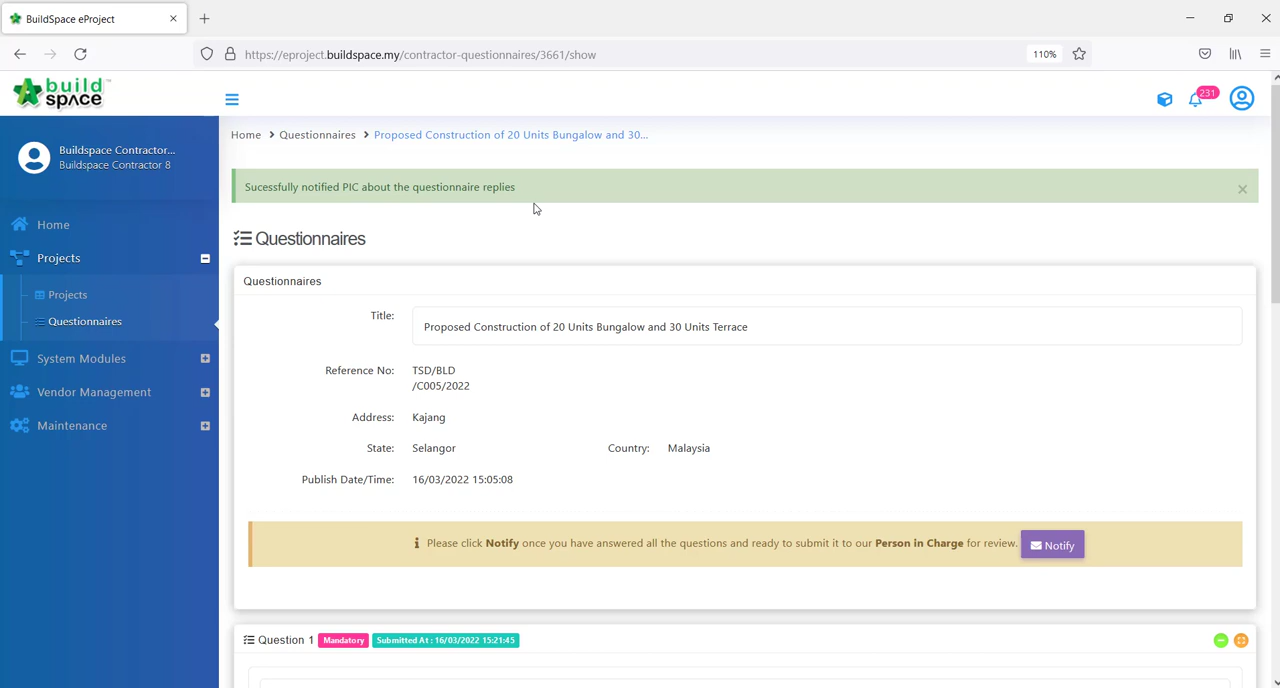 BuildSpace eProject
https://eproject.buildspace.my/contractor-questionnaires/3661/show
110%
build space™
231
Buildspace Contractor...
Buildspace Contractor 8
Home
Projects
Projects
Questionnaires
System Modules
Vendor Management
Maintenance
Home > Questionnaires > Proposed Construction of 20 Units Bungalow and 30...
Sucessfully notified PIC about the questionnaire replies
Questionnaires
Questionnaires
Title: Proposed Construction of 20 Units Bungalow and 30 Units Terrace
Reference No: TSD/BLD
/C005/2022
Address: Kajang
State: Selangor Country: Malaysia
Publish Date/Time: 16/03/2022 15:05:08
Please click Notify once you have answered all the questions and ready to submit it to our Person in Charge for review. Notify
Question 1 Mandatory Submitted At : 16/03/2022 15:21:45